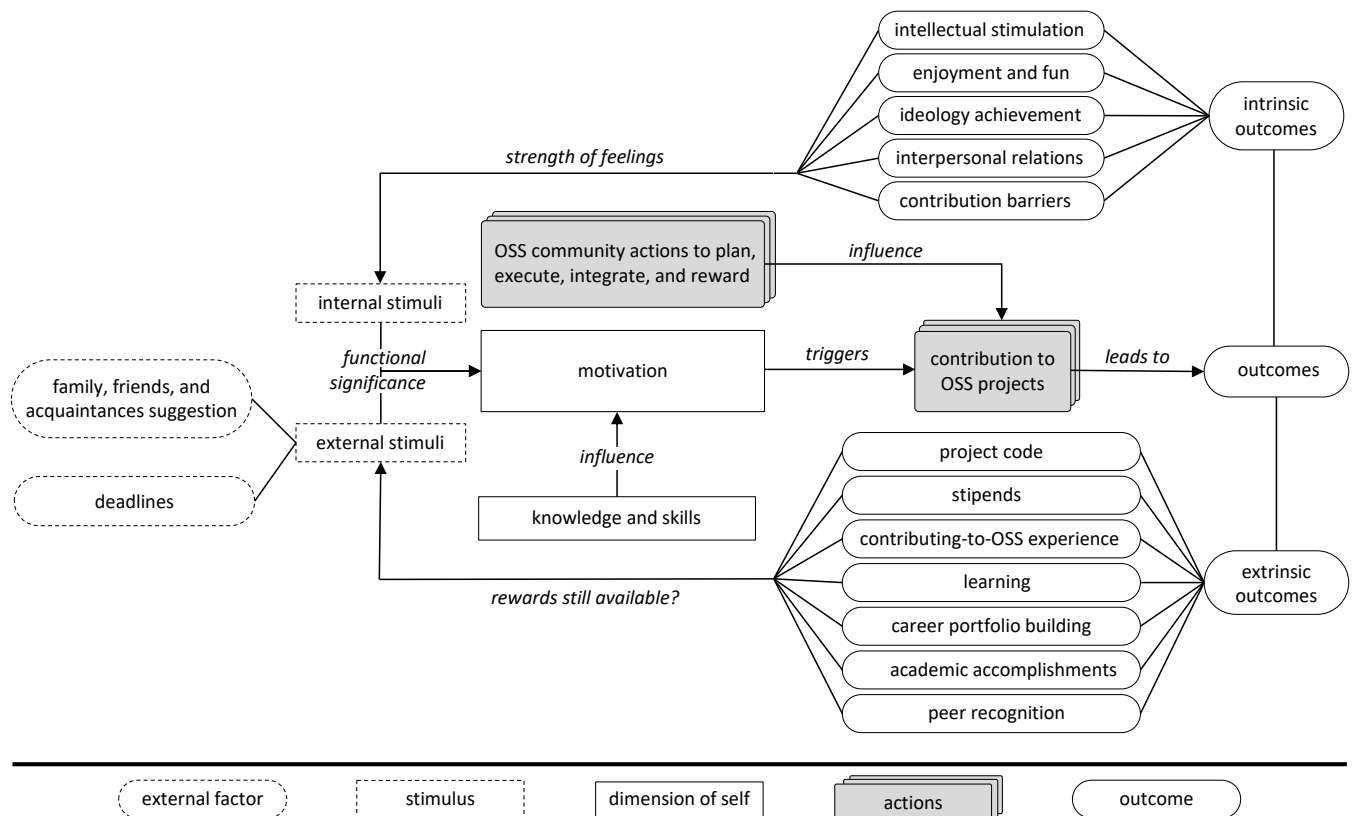 intellectual stimulation
enjoyment and fun
ideology achievement
interpersonal relations
contribution barriers
intrinsic
outcomes
strength of feelings
OSS community actions to plan,
execute, integrate, and reward
influence
internal stimuli
functional
significance
motivation
triggers
contribution to
OSS projects
leads to
outcomes
family, friends, and
acquaintances suggestion
external stimuli
deadlines
influence
knowledge and skills
project code
stipends
contributing-to-OSS experience
learning
career portfolio building
academic accomplishments
peer recognition
extrinsic
outcomes
rewards still available?
external factor
stimulus
dimension of self
actions
outcome